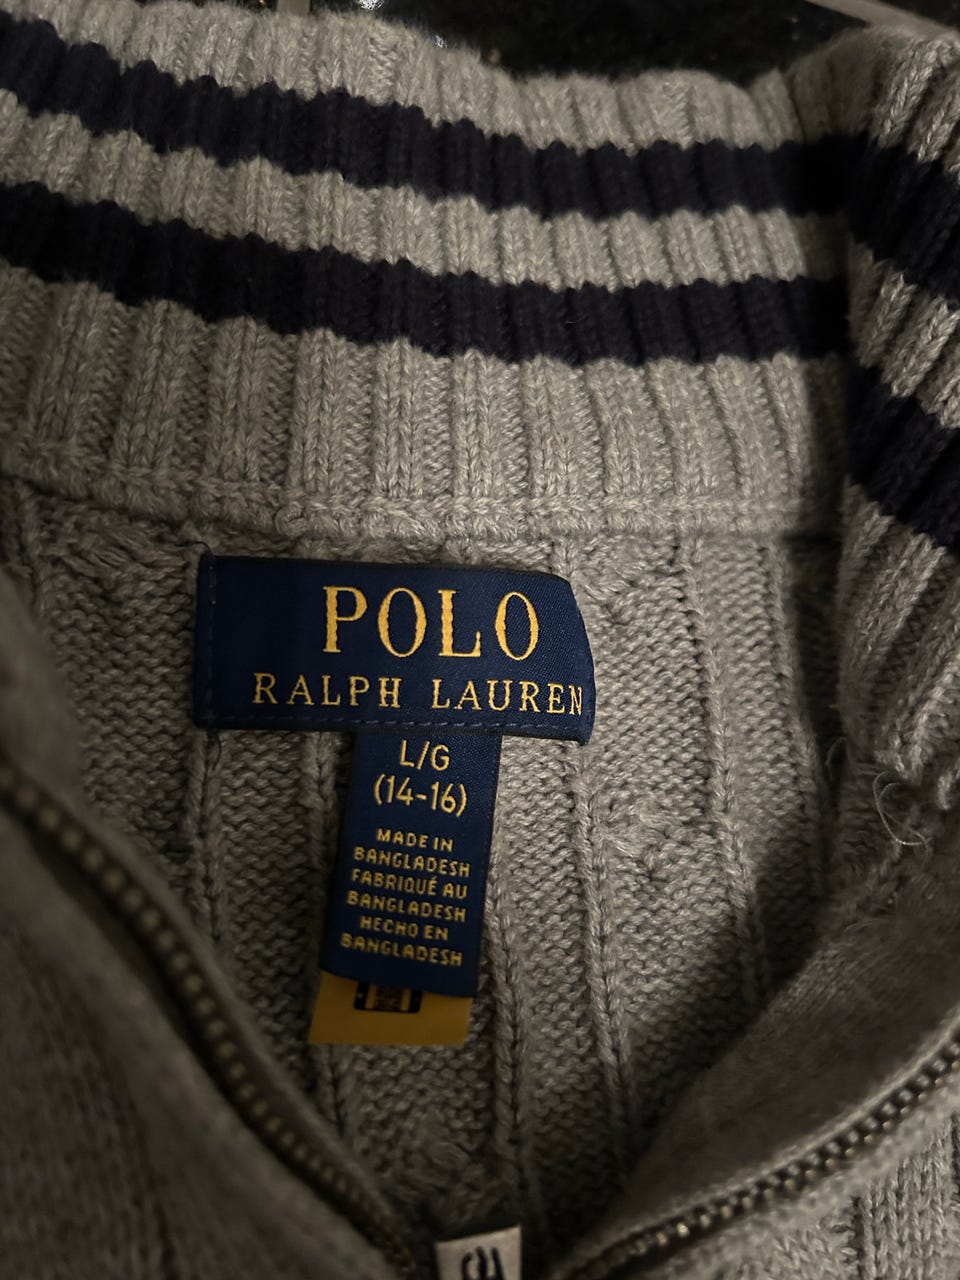 POLO
RALPH LAUREN
L/G
(14-16)
MADE IN
BANGLADESH
FABRIQUÉ AU
BANGLADESH
HECHO EN
BANGLADESH